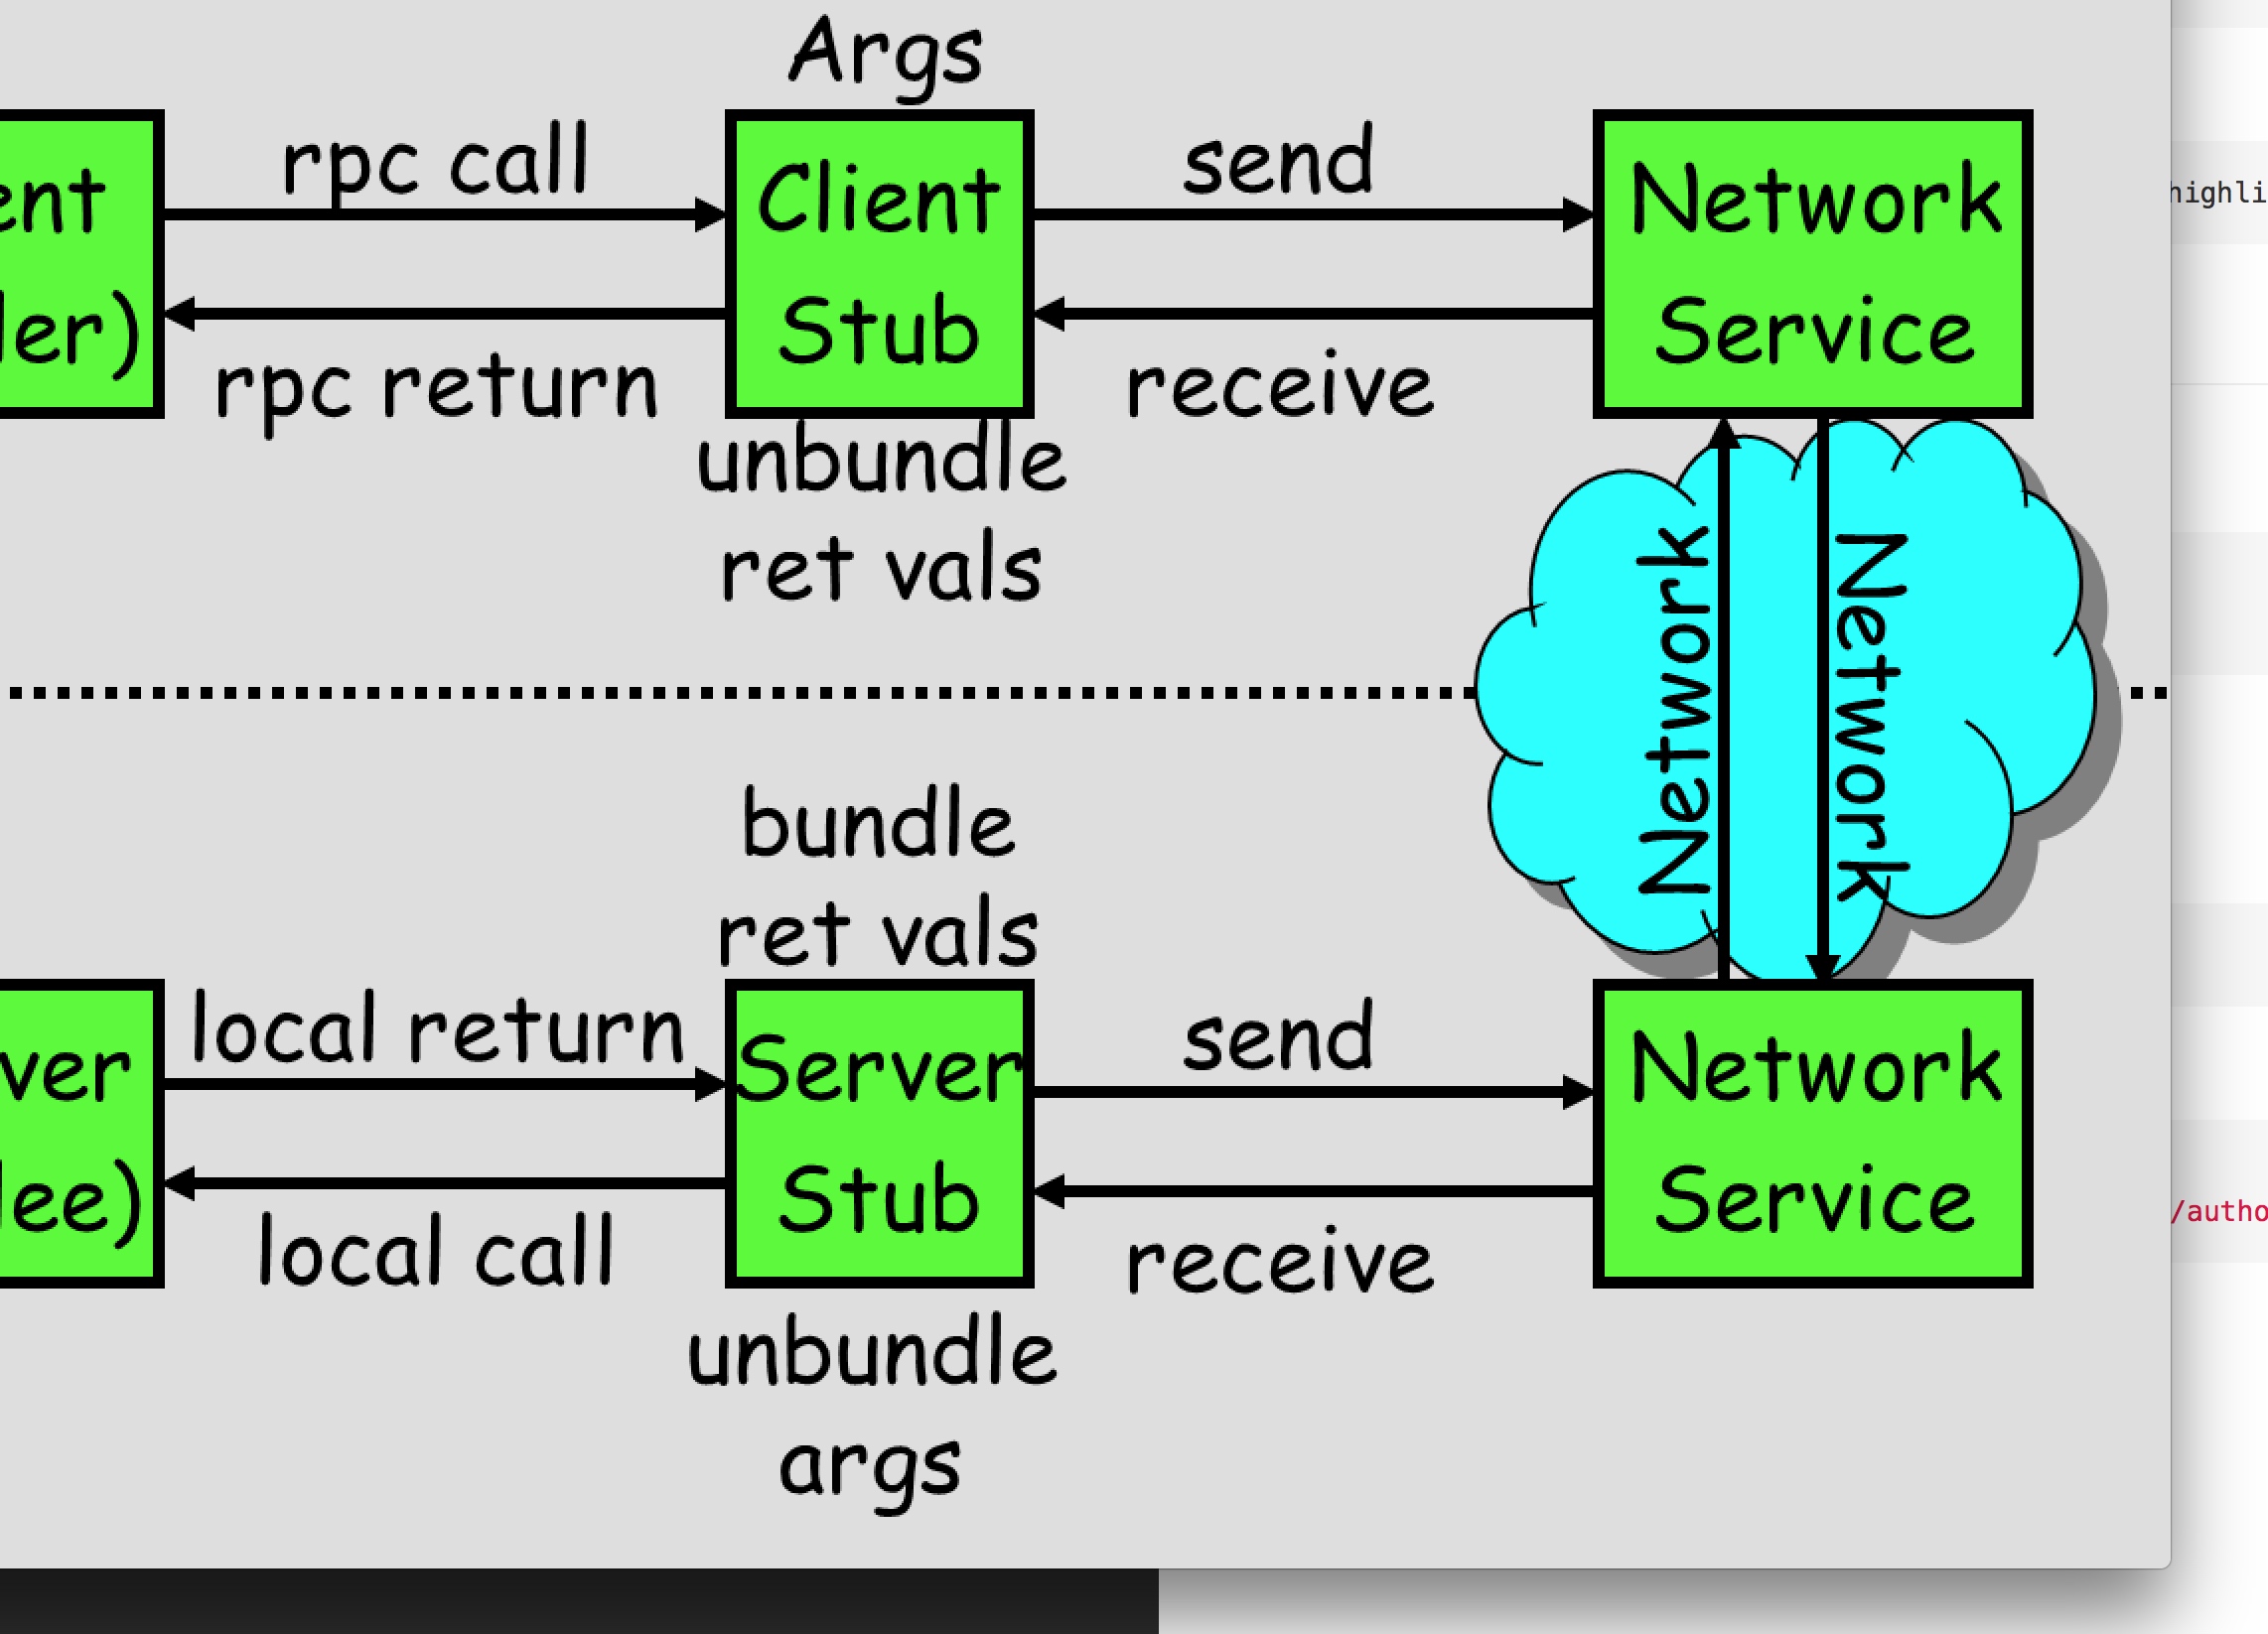 Args
ent
ler)
rpc call
rpc return
Client
Stub
send
receive
Network
Service
unbundle
ret vals
Network
Network
bundle
ret vals
ver
lee)
local return
local call
Server
Stub
send
receive
Network
Service
unbundle
args
highli
/autho